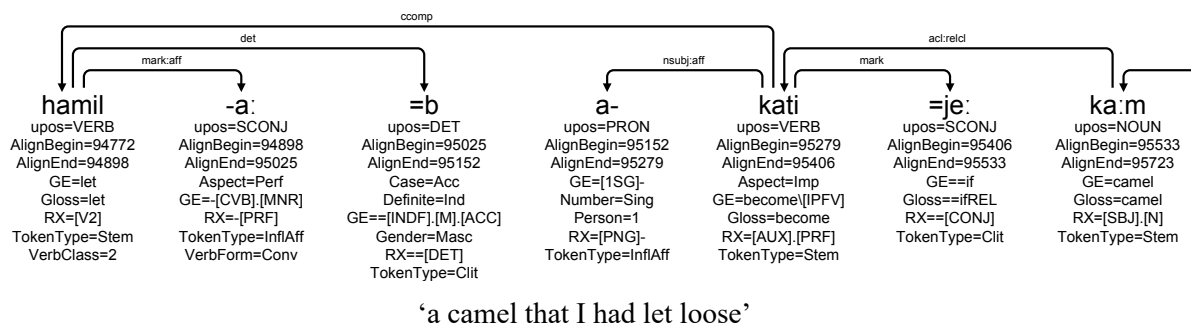 ccomp
det
acl:relcl
mark:aff
nsubj:aff
mark
hamil -a: =b a- kati =je: ka:m
upos=VERB upos=SCONJ upos=DET upos=PRON upos=VERB upos=SCONJ upos=NOUN
AlignBegin=94772 AlignBegin=94898 AlignBegin=95025 AlignBegin=95152 AlignBegin=95279 AlignBegin=95406 AlignBegin=95533
AlignEnd=94898 AlignEnd=95025 AlignEnd=95152 AlignEnd=95279 AlignEnd=95406 AlignEnd=95533 AlignEnd=95723
GE=let Aspect=Perf Case=Acc GE=[1SG]- Aspect=Imp GE==if GE=camel
Gloss=let GE=-[CVB].[MNR] Definite=Ind Number=Sing GE=become\[IPFV] Gloss==ifREL Gloss=camel
RX=[V2] RX=-[PRF] GE==[INDF].[M].[ACC] Person=1 Gloss=become RX==[CONJ] RX=[SBJ].[N]
TokenType=Stem TokenType=InflAff Gender=Masc RX=[PNG]- RX=[AUX].[PRF] TokenType=Clit TokenType=Stem
VerbClass=2 VerbForm=Conv RX==[DET] TokenType=InflAff TokenType=Stem
TokenType=Clit
‘a camel that I had let loose’